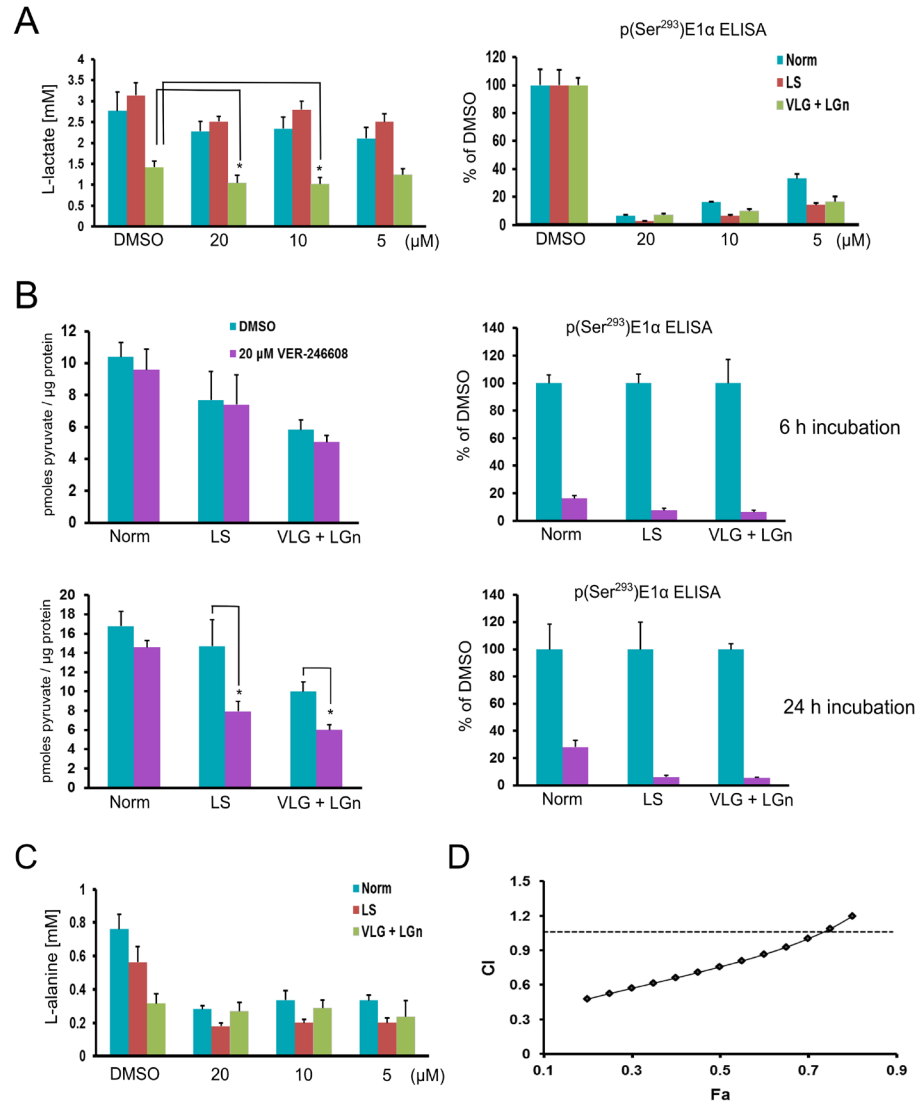 A
p(Ser293)E1α ELISA
L-lactate [mM]
4
3.5
3
2.5
2
1.5
1
0.5
0
* *
DMSO 20 10 5 (µM)
% of DMSO
120
100
80
60
40
20
0
Norm
LS
VLG + LGn
DMSO 20 10 5 (µM)
B
pmoles pyruvate / µg protein
12
10
8
6
4
2
0
DMSO
20 µM VER-246608
Norm LS VLG + LGn
p(Ser293)E1α ELISA
% of DMSO
140
120
100
80
60
40
20
0
Norm LS VLG + LGn
6 h incubation
pmoles pyruvate / µg protein
20
18
16
14
12
10
8
6
4
2
0
* *
Norm LS VLG + LGn
p(Ser293)E1α ELISA
% of DMSO
140
120
100
80
60
40
20
0
Norm LS VLG + LGn
24 h incubation
C
L-alanine [mM]
1
0.8
0.6
0.4
0.2
0
Norm
LS
VLG + LGn
DMSO 20 10 5 (µM)
D
CI
1.5
1.2
0.9
0.6
0.3
0
0.1 0.3 0.5 0.7 0.9
Fa